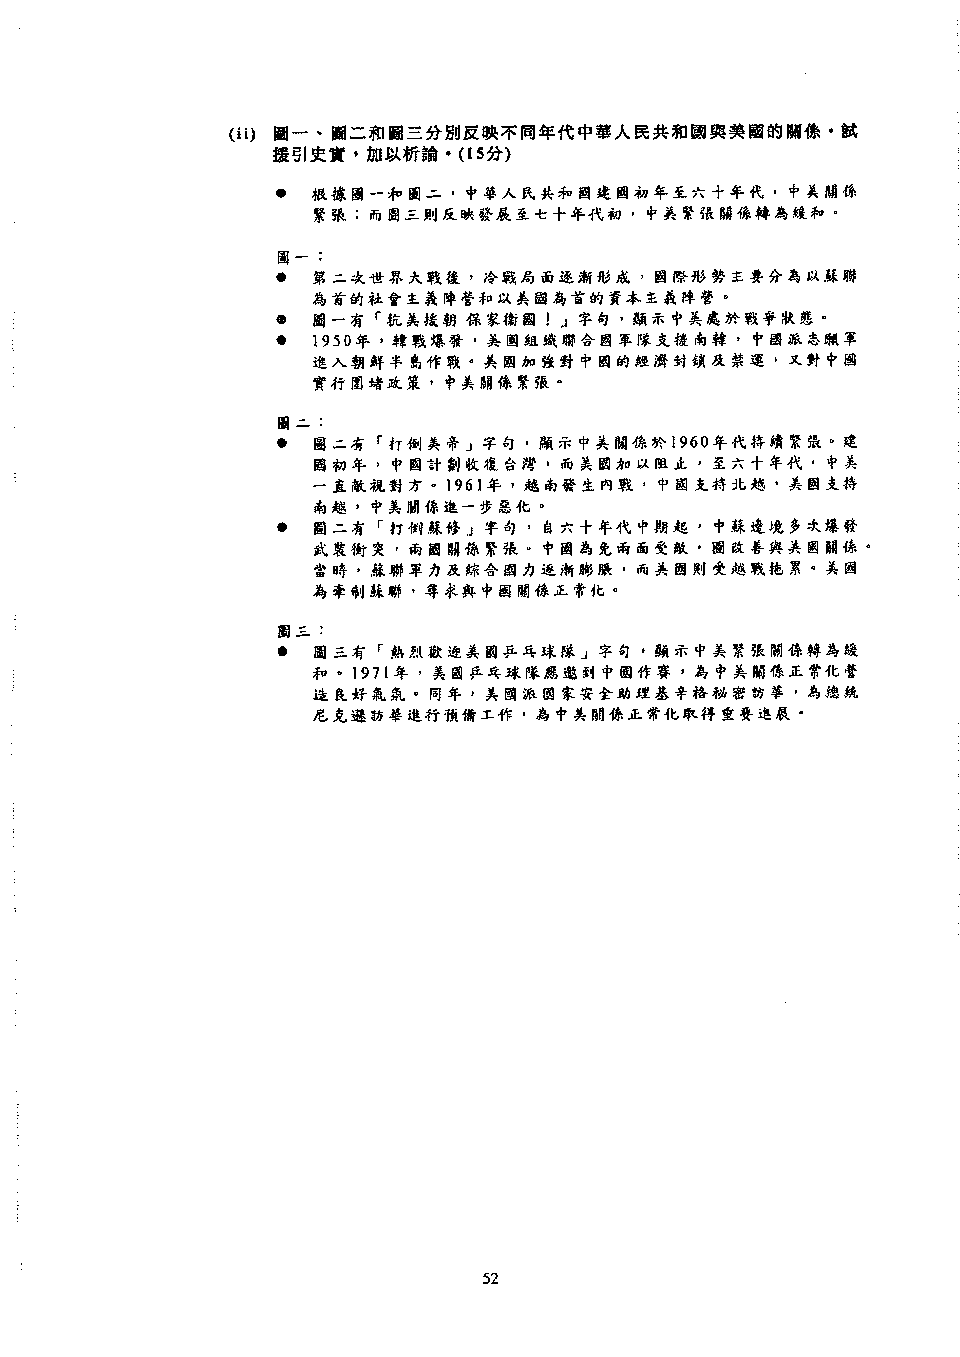 (ii) 圖一、圖二和圖三分別反映不同年代中華人民共和國與美國的關係。試
援引史實，加以析論。(15分)
● 根據圖一和圖二，中華人民共和國建國初年至六十年代，中美關係
緊張；而圖三則反映發展至七十年代初，中美緊張關係轉為緩和。
圖一：
● 第二次世界大戰後，冷戰局面逐漸形成，國際形勢主要分為以蘇聯
為首的社會主義陣營和以美國為首的資本主義陣營。
● 圖一有「抗美援朝 保家衛國！」字句，顯示中美處於戰爭狀態。
● 1950年，韓戰爆發，美國組織聯合國軍隊支援南韓，中國派志願軍
進入朝鮮半島作戰。美國加強對中國的經濟封鎖及禁運，又對中國
實行圍堵政策，中美關係緊張。
圖二：
● 圖二有「打倒美帝」字句，顯示中美關係於1960年代持續緊張。建
國初年，中國計劃收復台灣，而美國加以阻止，至六十年代，中美
一直敵視對方。1961年，越南發生內戰，中國支持北越，美國支持
南越，中美關係進一步惡化。
● 圖二有「打倒蘇修」字句，自六十年代中期起，中蘇邊境多次爆發
武裝衝突，兩國關係緊張。中國為免兩面受敵，圖改善與美國關係。
當時，蘇聯軍力及綜合國力逐漸膨脹，而美國則受越戰拖累。美國
為牽制蘇聯，尋求與中國關係正常化。
圖三：
● 圖三有「熱烈歡迎美國乒乓球隊」字句，顯示中美緊張關係轉為緩
和。1971年，美國乒乓球隊應邀到中國作賽，為中美關係正常化營
造良好氣氛。同年，美國派國家安全助理基辛格秘密訪華，為總統
尼克遜訪華進行預備工作，為中美關係正常化取得重要進展。
52